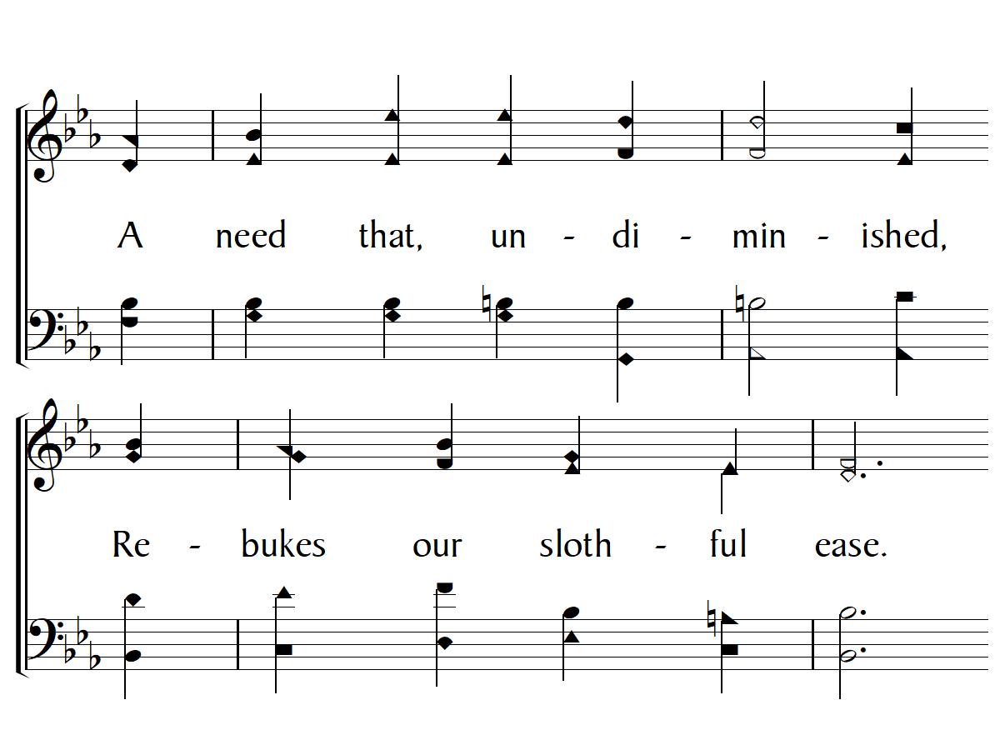 A need that, un - di - min - ished,
Re - bukes our sloth - ful ease.